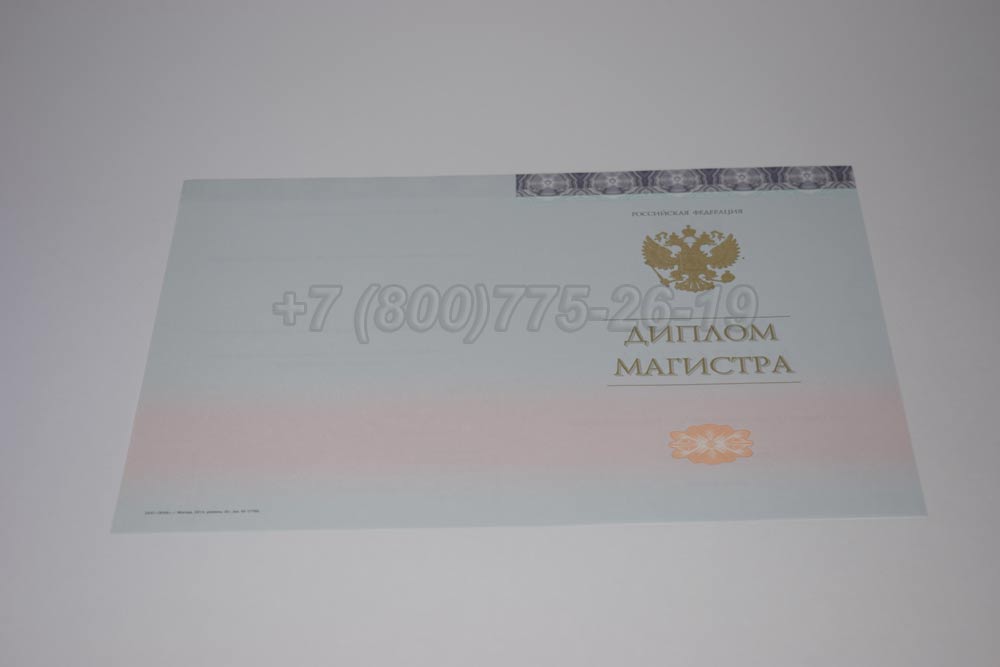 РОССИЙСКАЯ ФЕДЕРАЦИЯ
+7 (800)775-26-19
ДИПЛОМ
МАГИСТРА